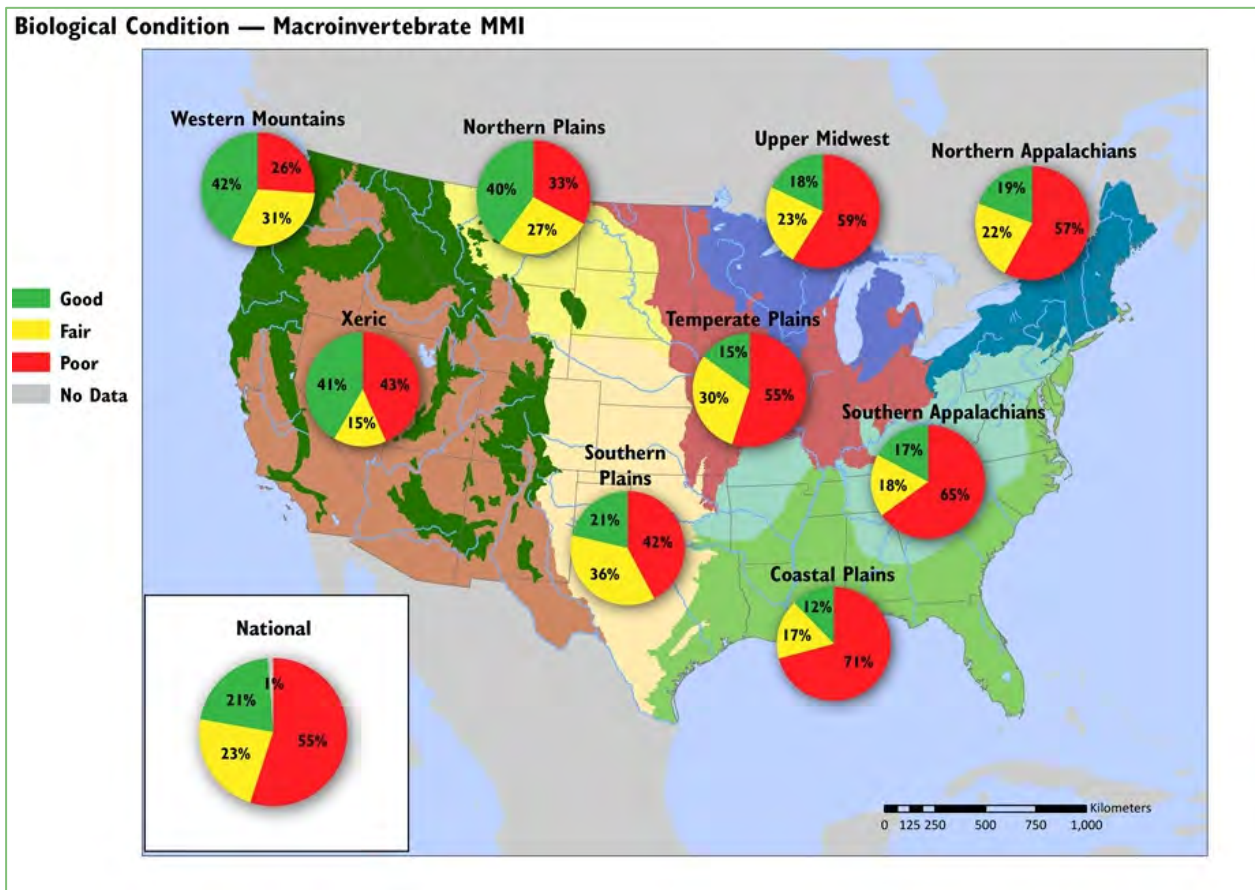 Biological Condition — Macroinvertebrate MMI
Western Mountains
42%
26%
31%
Northern Plains
40%
33%
27%
Upper Midwest
18%
23%
59%
Northern Appalachians
19%
22%
57%
Good
Fair
Poor
No Data
Xeric
41%
43%
15%
Temperate Plains
15%
30%
55%
Southern Appalachians
17%
18%
65%
Southern
Plains
21%
42%
36%
Coastal Plains
12%
17%
71%
National
1%
21%
23%
55%
Kilometers
0 125 250 500 750 1,000